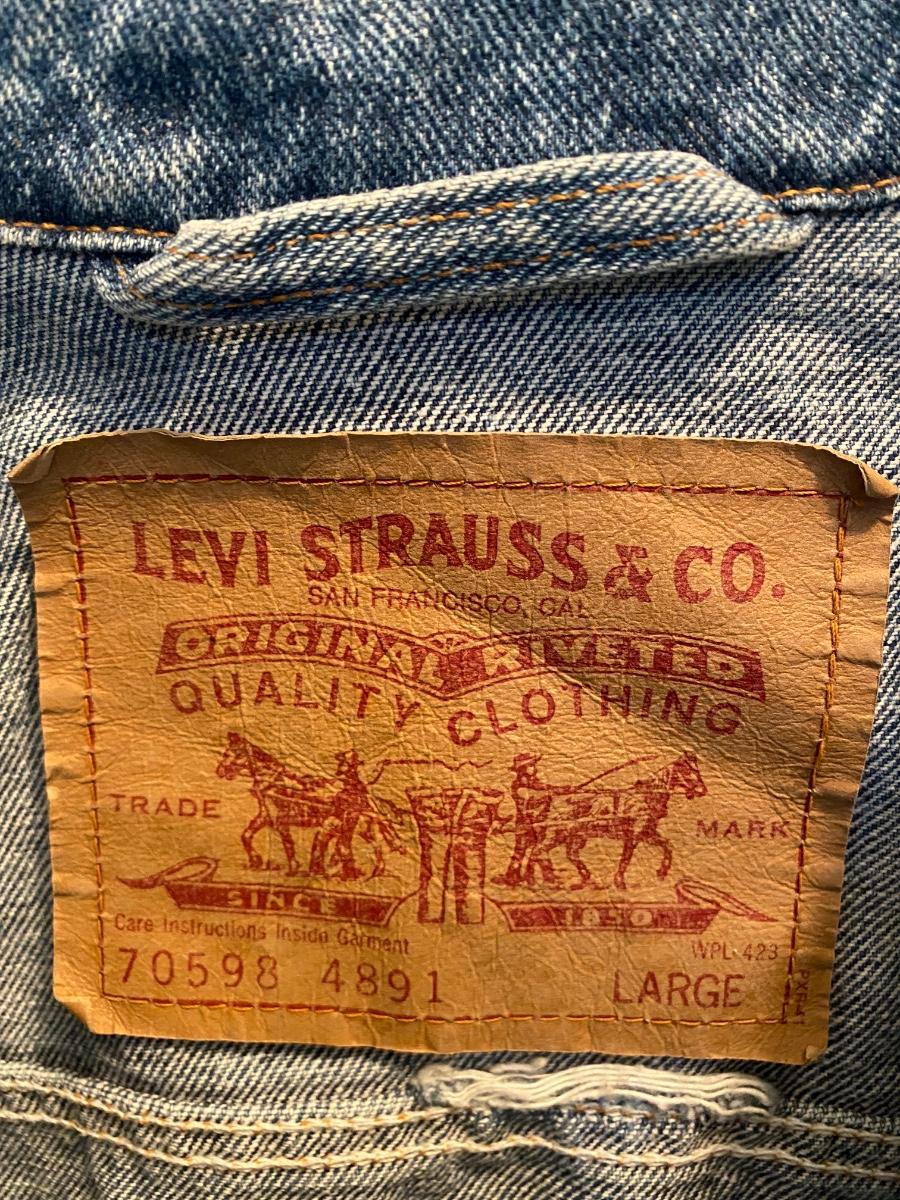 LEVI STRAUSS & CO.
SAN FRANCISCO, CAL.
ORIGINAL RIVETED
QUALITY CLOTHING
TRADE MARK
SINCE 1850
Care Instructions Inside Garment
WPL 423
70598 4891 LARGE